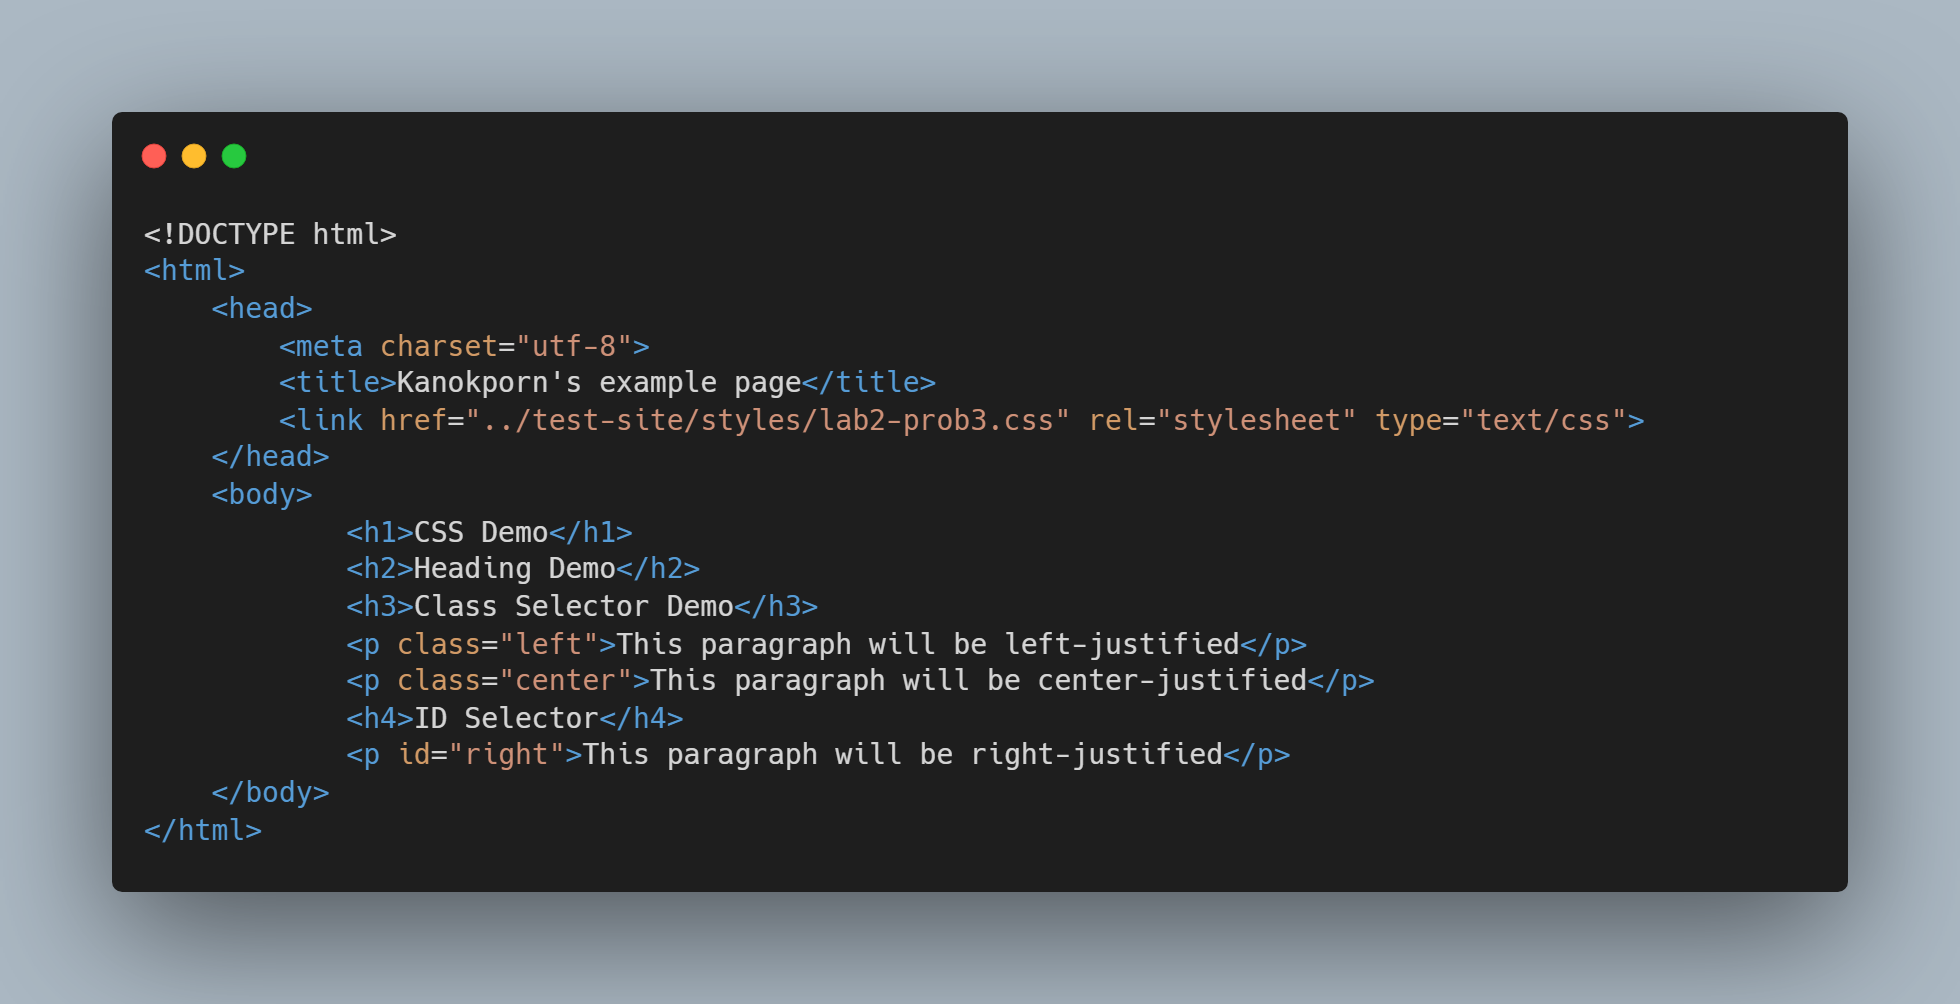 <!DOCTYPE html>
<html>
    <head>
        <meta charset="utf-8">
        <title>Kanokporn's example page</title>
        <link href="../test-site/styles/lab2-prob3.css" rel="stylesheet" type="text/css">
    </head>
    <body>
            <h1>CSS Demo</h1>
            <h2>Heading Demo</h2>
            <h3>Class Selector Demo</h3>
            <p class="left">This paragraph will be left-justified</p>
            <p class="center">This paragraph will be center-justified</p>
            <h4>ID Selector</h4>
            <p id="right">This paragraph will be right-justified</p>
    </body>
</html>